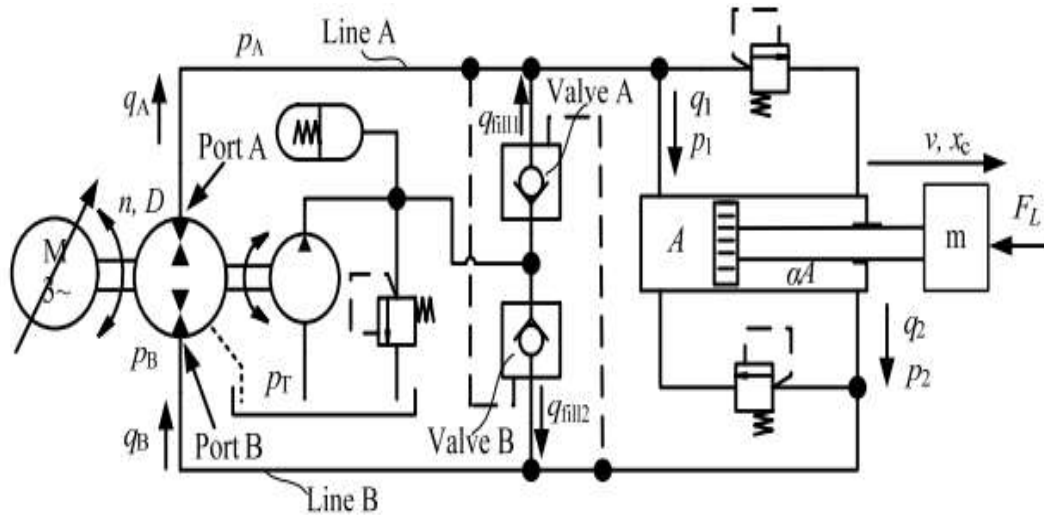 p_A
Line A
q_A
Port A
n, D
M
3~
p_B
q_B
Port B
p_T
Line B
q_fill1
Valve A
Valve B
q_fill2
q_1
p_1
v, x_c
A
αA
m
F_L
q_2
p_2